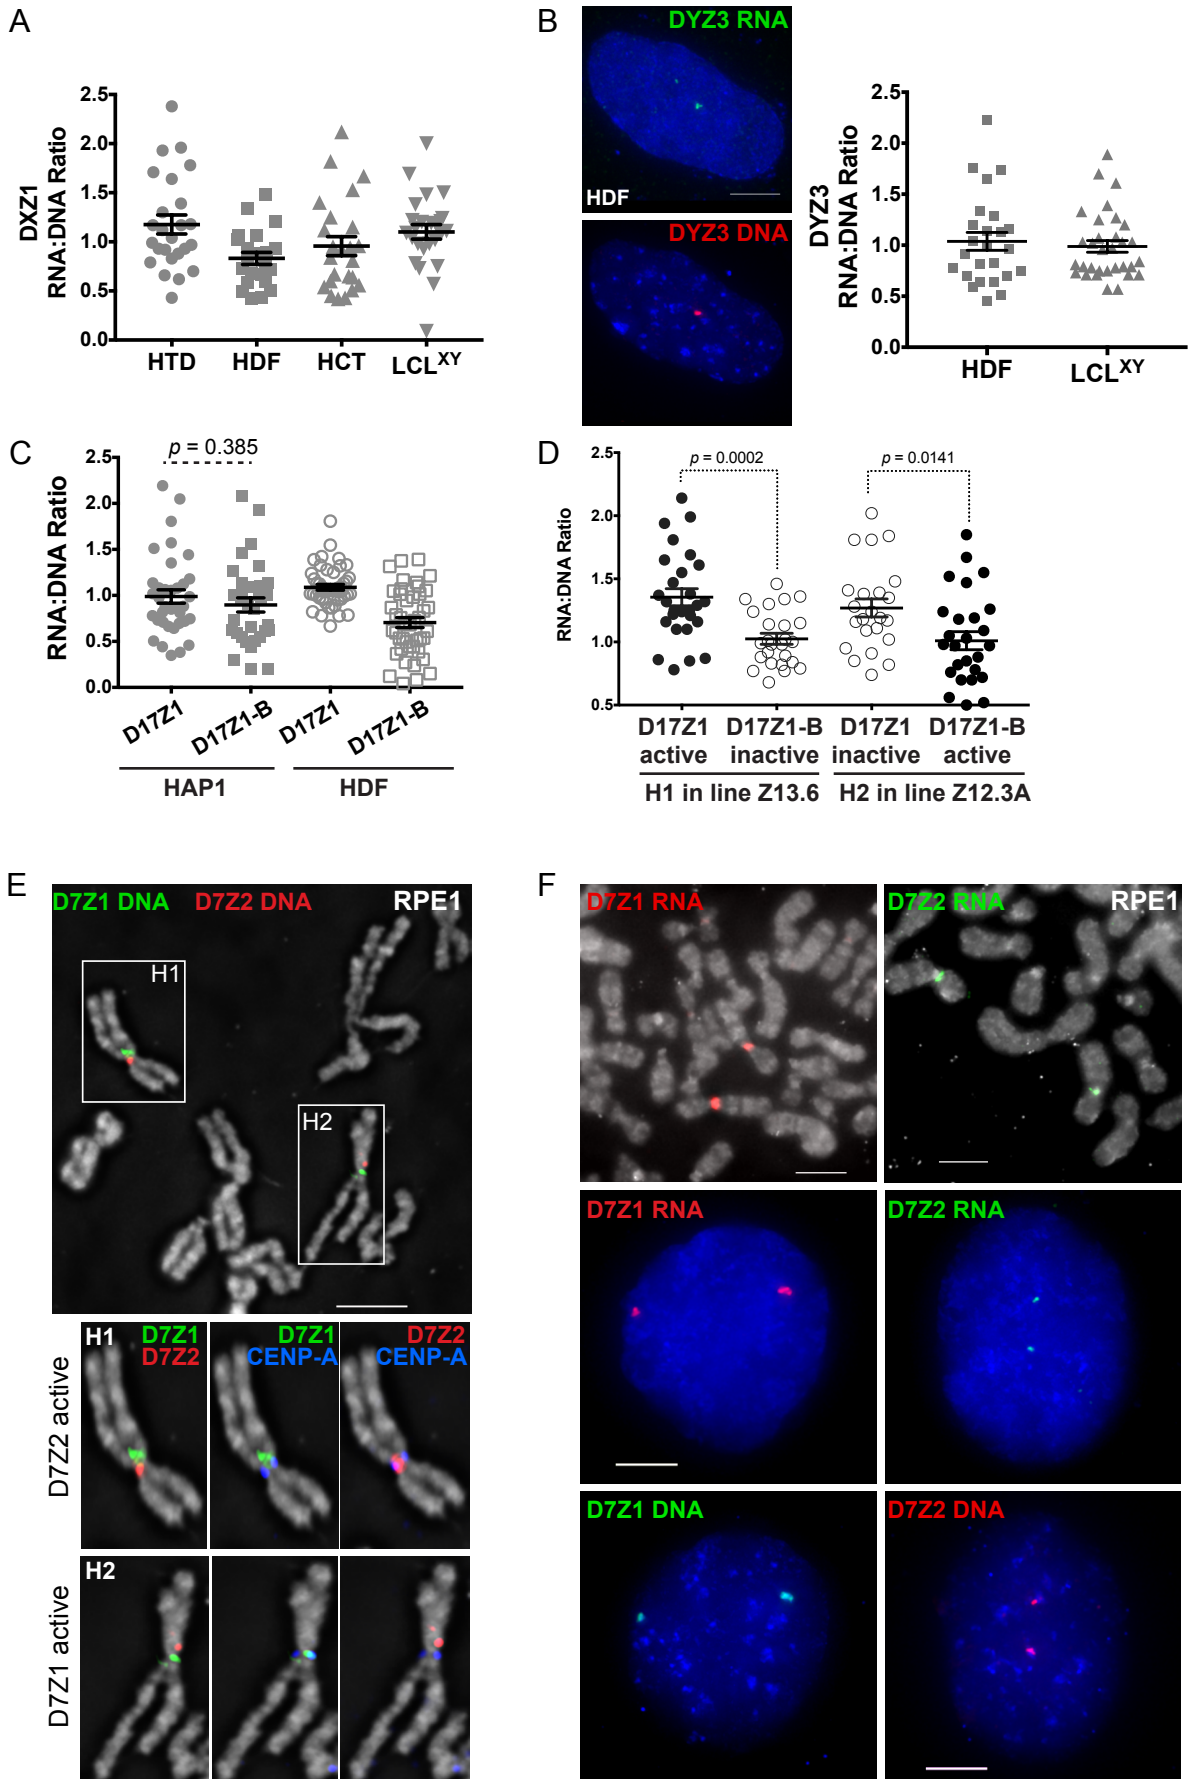 A
DXZ1
RNA:DNA Ratio
2.5
2.0
1.5
1.0
0.5
0.0
HTD HDF HCT LCLXY
B
DYZ3 RNA
HDF
DYZ3 DNA
DYZ3
RNA:DNA Ratio
2.5
2.0
1.5
1.0
0.5
0.0
HDF LCLXY
C
p = 0.385
RNA:DNA Ratio
2.5
2.0
1.5
1.0
0.5
0.0
D17Z1 D17Z1-B D17Z1 D17Z1-B
HAP1 HDF
D
p = 0.0002 p = 0.0141
RNA:DNA Ratio
2.5
2.0
1.5
1.0
0.5
D17Z1 D17Z1-B D17Z1 D17Z1-B
active inactive inactive active
H1 in line Z13.6 H2 in line Z12.3A
E
D7Z1 DNA D7Z2 DNA RPE1
H1
H2
D7Z2 active
H1 D7Z1 D7Z1 D7Z2
D7Z2 CENP-A CENP-A
D7Z1 active
H2
F
D7Z1 RNA D7Z2 RNA RPE1
D7Z1 RNA D7Z2 RNA
D7Z1 DNA D7Z2 DNA